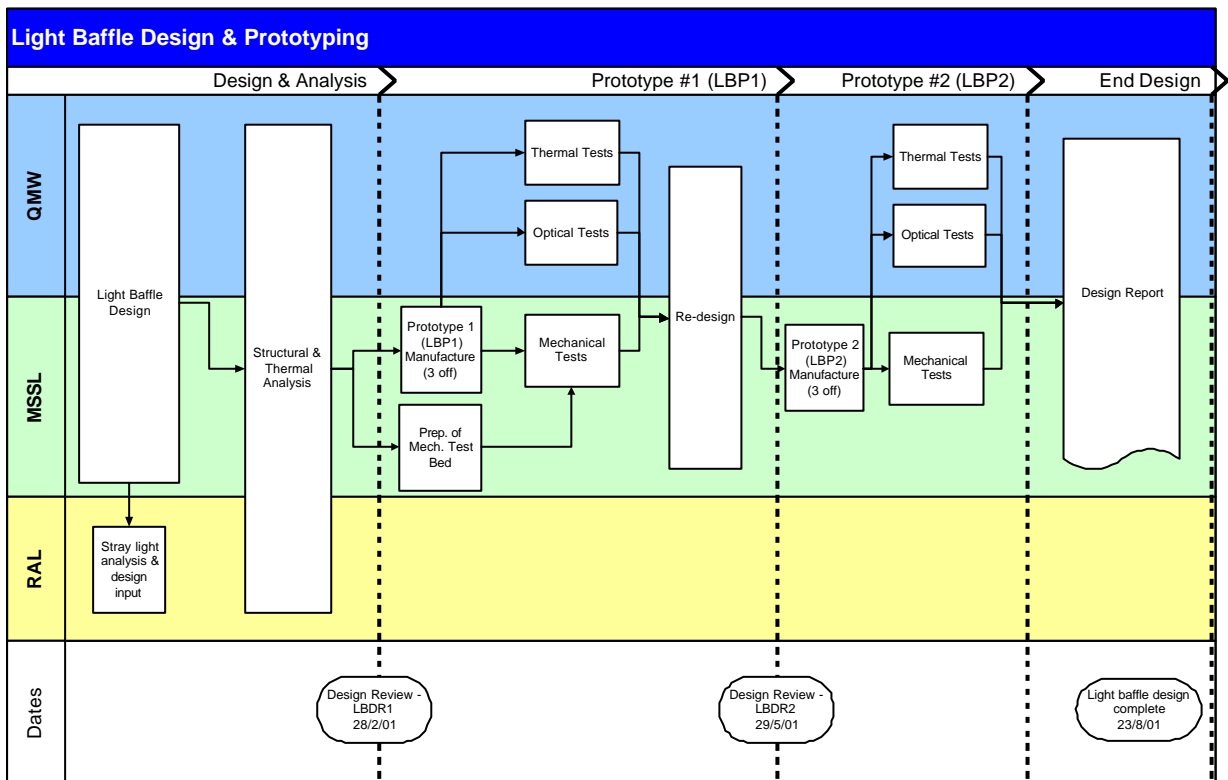 Light Baffle Design & Prototyping
Design & Analysis
Prototype #1 (LBP1)
Prototype #2 (LBP2)
End Design
QMW
Light Baffle
Design
Structural &
Thermal
Analysis
Thermal Tests
Optical Tests
Re-design
Thermal Tests
Optical Tests
Design Report
MSSL
Prototype 1
(LBP1)
Manufacture
(3 off)
Mechanical
Tests
Prep. of
Mech. Test
Bed
Prototype 2
(LBP2)
Manufacture
(3 off)
Mechanical
Tests
RAL
Stray light
analysis &
design
input
Dates
Design Review -
LBDR1
28/2/01
Design Review -
LBDR2
29/5/01
Light baffle design
complete
23/8/01